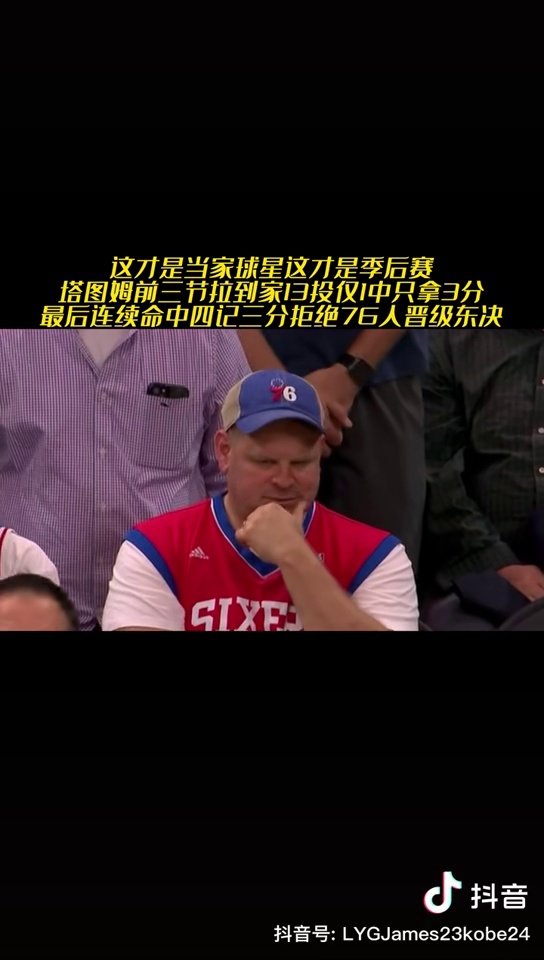 这才是当家球星这才是季后赛
塔图姆前三节拉到家13投仅1中只拿3分
最后连续命中四记三分拒绝76人晋级东决
76
adidas
SIXERS
抖音
抖音号: LYGJames23kobe24